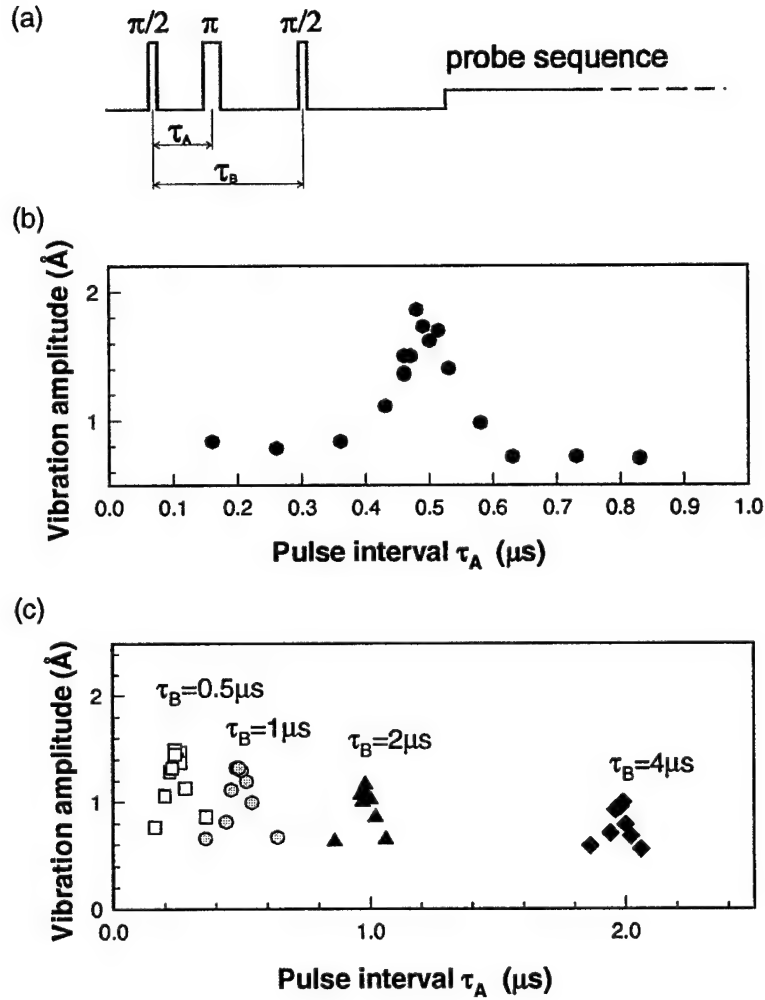 (a)
π/2 π π/2
probe sequence
τA
τB
(b)
Vibration amplitude (Å)
2
1
0.0 0.1 0.2 0.3 0.4 0.5 0.6 0.7 0.8 0.9 1.0
Pulse interval τA (μs)
(c)
Vibration amplitude (Å)
2
1
0
τB=0.5μs
τB=1μs
τB=2μs
τB=4μs
0.0 1.0 2.0
Pulse interval τA (μs)